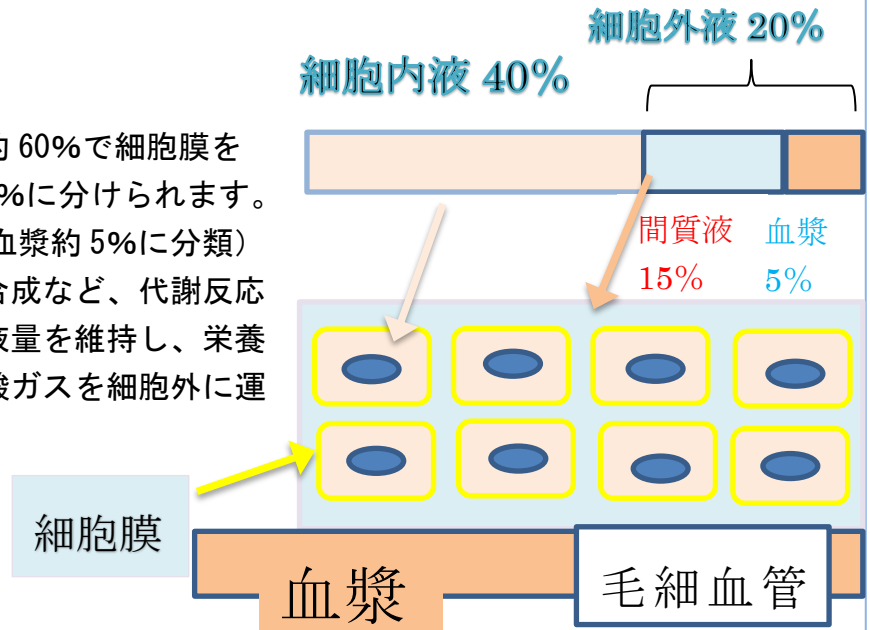 細胞外液 20%
細胞内液 40%
約 60%で細胞膜を
%に分けられます。
血漿約 5%に分類）
合成など、代謝反応
液量を維持し、栄養
酸ガスを細胞外に運
間質液
15%
血漿
5%
細胞膜
血漿
毛細血管